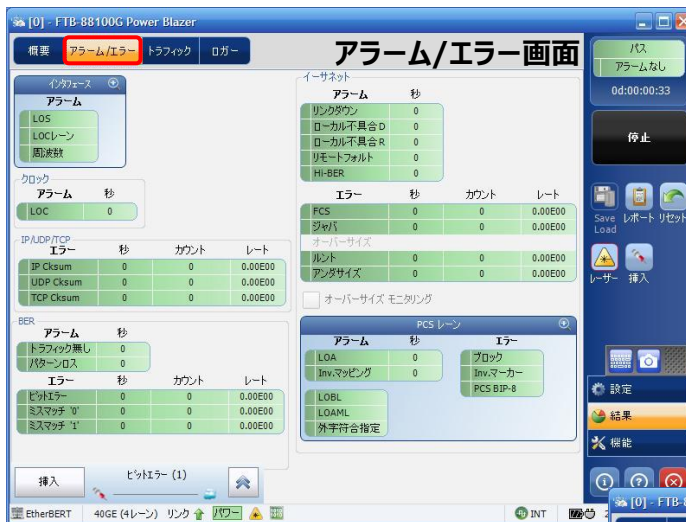 [0] - FTB-88100G Power Blazer
概要 アラーム/エラー トラフィック ロガー
アラーム/エラー画面
インタフェース
アラーム
LOS
LOCレーン
周波数
クロック
アラーム 秒
LOC 0
IP/UDP/TCP
エラー 秒 カウント レート
IP Cksum 0 0 0.00E00
UDP Cksum 0 0 0.00E00
TCP Cksum 0 0 0.00E00
BER
アラーム 秒
トラフィック無し 0
パターンロス 0
エラー 秒 カウント レート
ビットエラー 0 0 0.00E00
ミスマッチ '0' 0 0 0.00E00
ミスマッチ '1' 0 0 0.00E00
イーサネット
アラーム 秒
リンクダウン 0
ローカル不具合 D 0
ローカル不具合 R 0
リモートフォルト 0
Hi-BER 0
エラー 秒 カウント レート
FCS 0 0 0.00E00
ジャバ 0 0 0.00E00
オーバーサイズ
ルント 0 0 0.00E00
アンダサイズ 0 0 0.00E00
オーバーサイズ モニタリング
PCS レーン
アラーム 秒 エラー
LOA 0 ブロック
Inv.マッピング 0 Inv.マーカー
PCS BIP-8
LOBL
LOAML
外字符合指定
挿入
ビットエラー (1)
EtherBERT 40GE (4レーン) リンク パワー INT 2
パス
アラームなし
0d:00:00:33
停止
Save Load レポート リセット
レーザー 挿入
設定
結果
機能
[0] - FTB-8